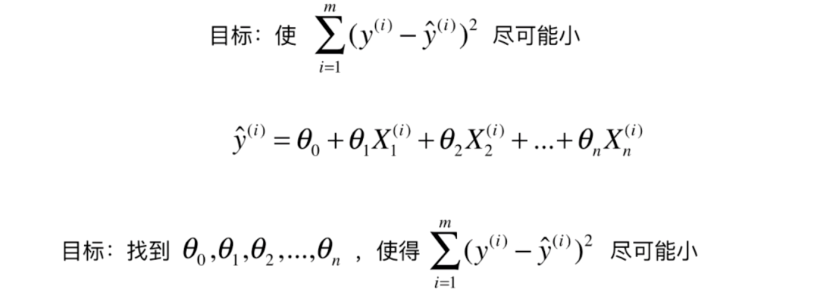 目标：使 $\sum_{i=1}^{m}(y^{(i)} - \hat{y}^{(i)})^2$ 尽可能小
$\hat{y}^{(i)} = \theta_0 + \theta_1 X_1^{(i)} + \theta_2 X_2^{(i)} + ... + \theta_n X_n^{(i)}$
目标：找到 $\theta_0, \theta_1, \theta_2, ..., \theta_n$ ，使得 $\sum_{i=1}^{m}(y^{(i)} - \hat{y}^{(i)})^2$ 尽可能小